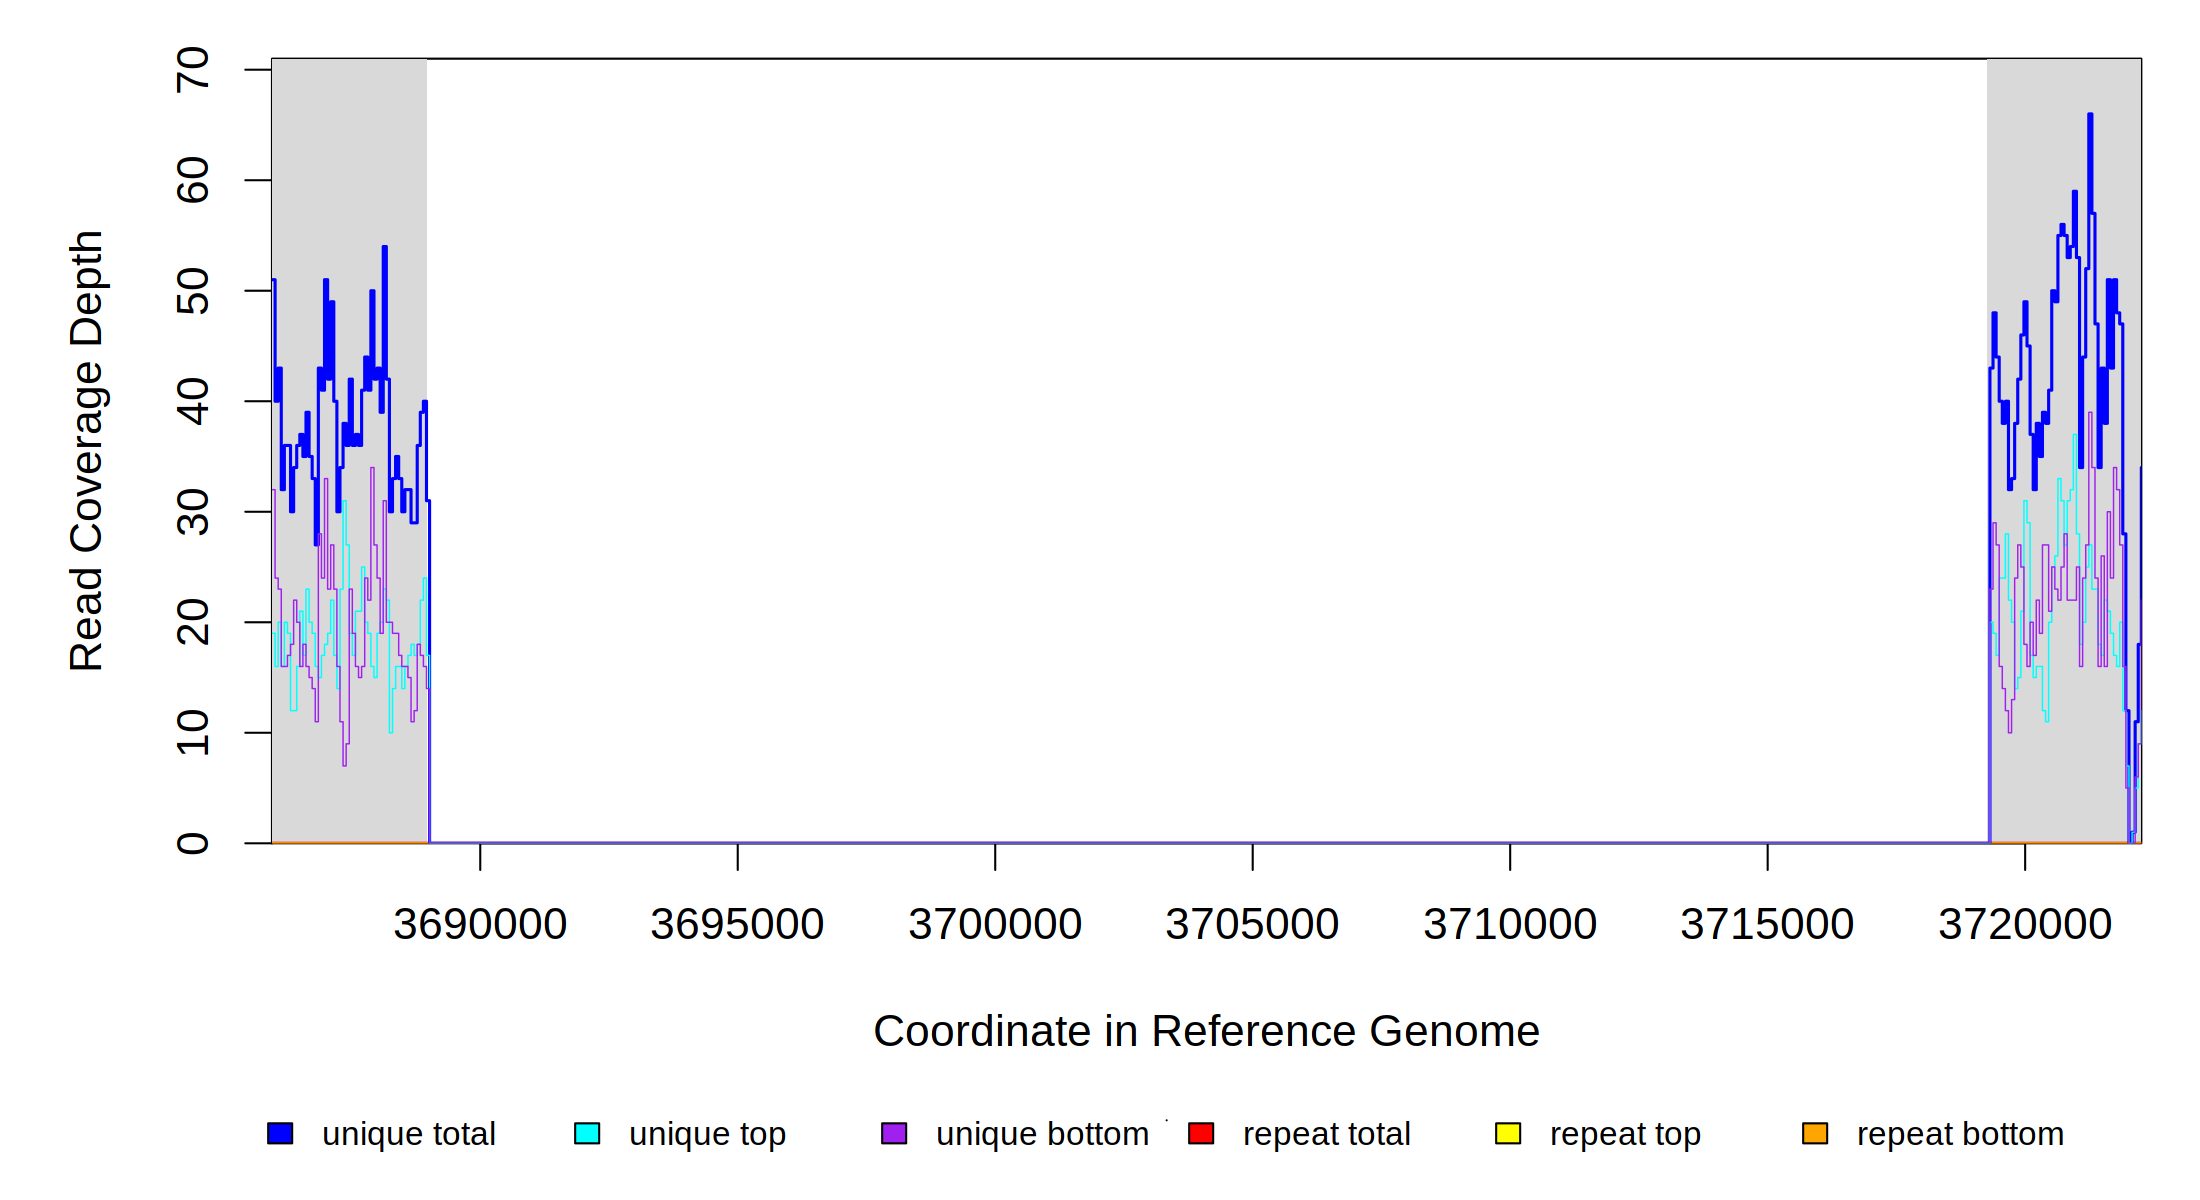 70
60
50
40
30
20
10
0
Read Coverage Depth
3690000 3695000 3700000 3705000 3710000 3715000 3720000
Coordinate in Reference Genome
unique total unique top unique bottom repeat total repeat top repeat bottom